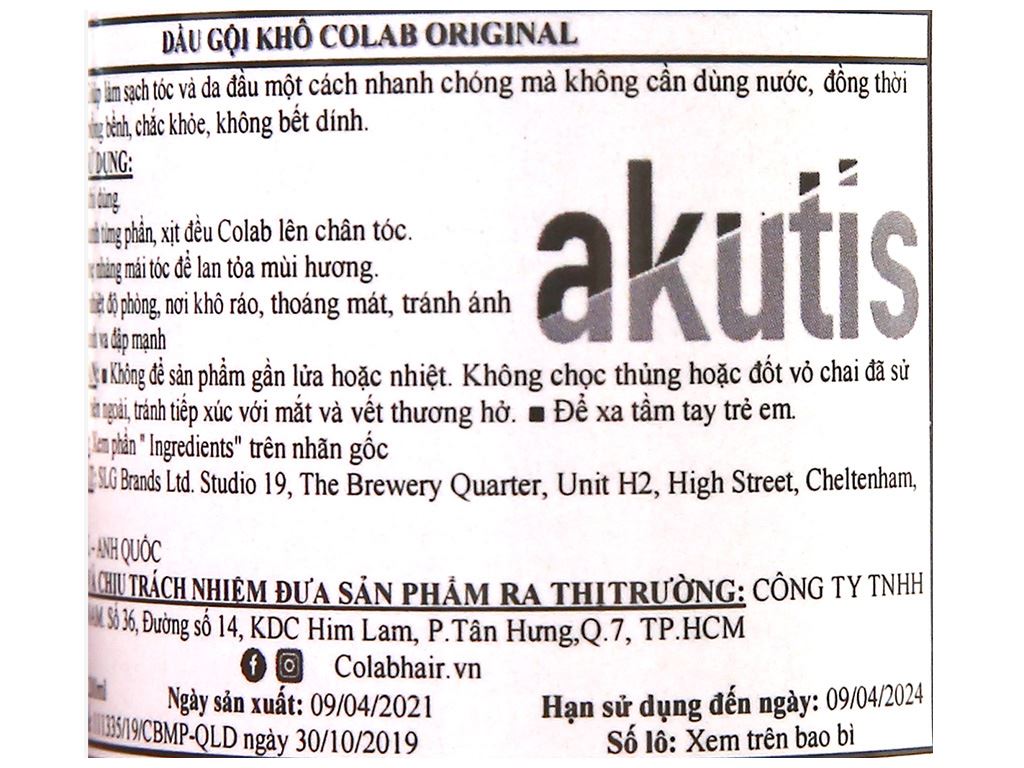 DẦU GỘI KHÔ COLAB ORIGINAL
làm sạch tóc và da đầu một cách nhanh chóng mà không cần dùng nước, đồng thời
bềnh, chắc khỏe, không bết dính.
DỤNG:
dùng.
từng phần, xịt đều Colab lên chân tóc.
nhàng mái tóc để lan tỏa mùi hương.
độ phòng, nơi khô ráo, thoáng mát, tránh ánh
va đập mạnh
akutis
■ Không để sản phẩm gần lửa hoặc nhiệt. Không chọc thủng hoặc đốt vỏ chai đã sử
ngoài, tránh tiếp xúc với mắt và vết thương hở. ■ Để xa tầm tay trẻ em.
Xem phần " Ingredients" trên nhãn gốc
SLG Brands Ltd. Studio 19, The Brewery Quarter, Unit H2, High Street, Cheltenham,
- ANH QUỐC
CHỊU TRÁCH NHIỆM ĐƯA SẢN PHẨM RA THỊ TRƯỜNG: CÔNG TY TNHH
Số 36, Đường số 14, KDC Him Lam, P.Tân Hưng,Q.7, TP.HCM
Colabhair.vn
Ngày sản xuất: 09/04/2021
Hạn sử dụng đến ngày: 09/04/2024
/19/CBMP-QLD ngày 30/10/2019
Số lô: Xem trên bao bì